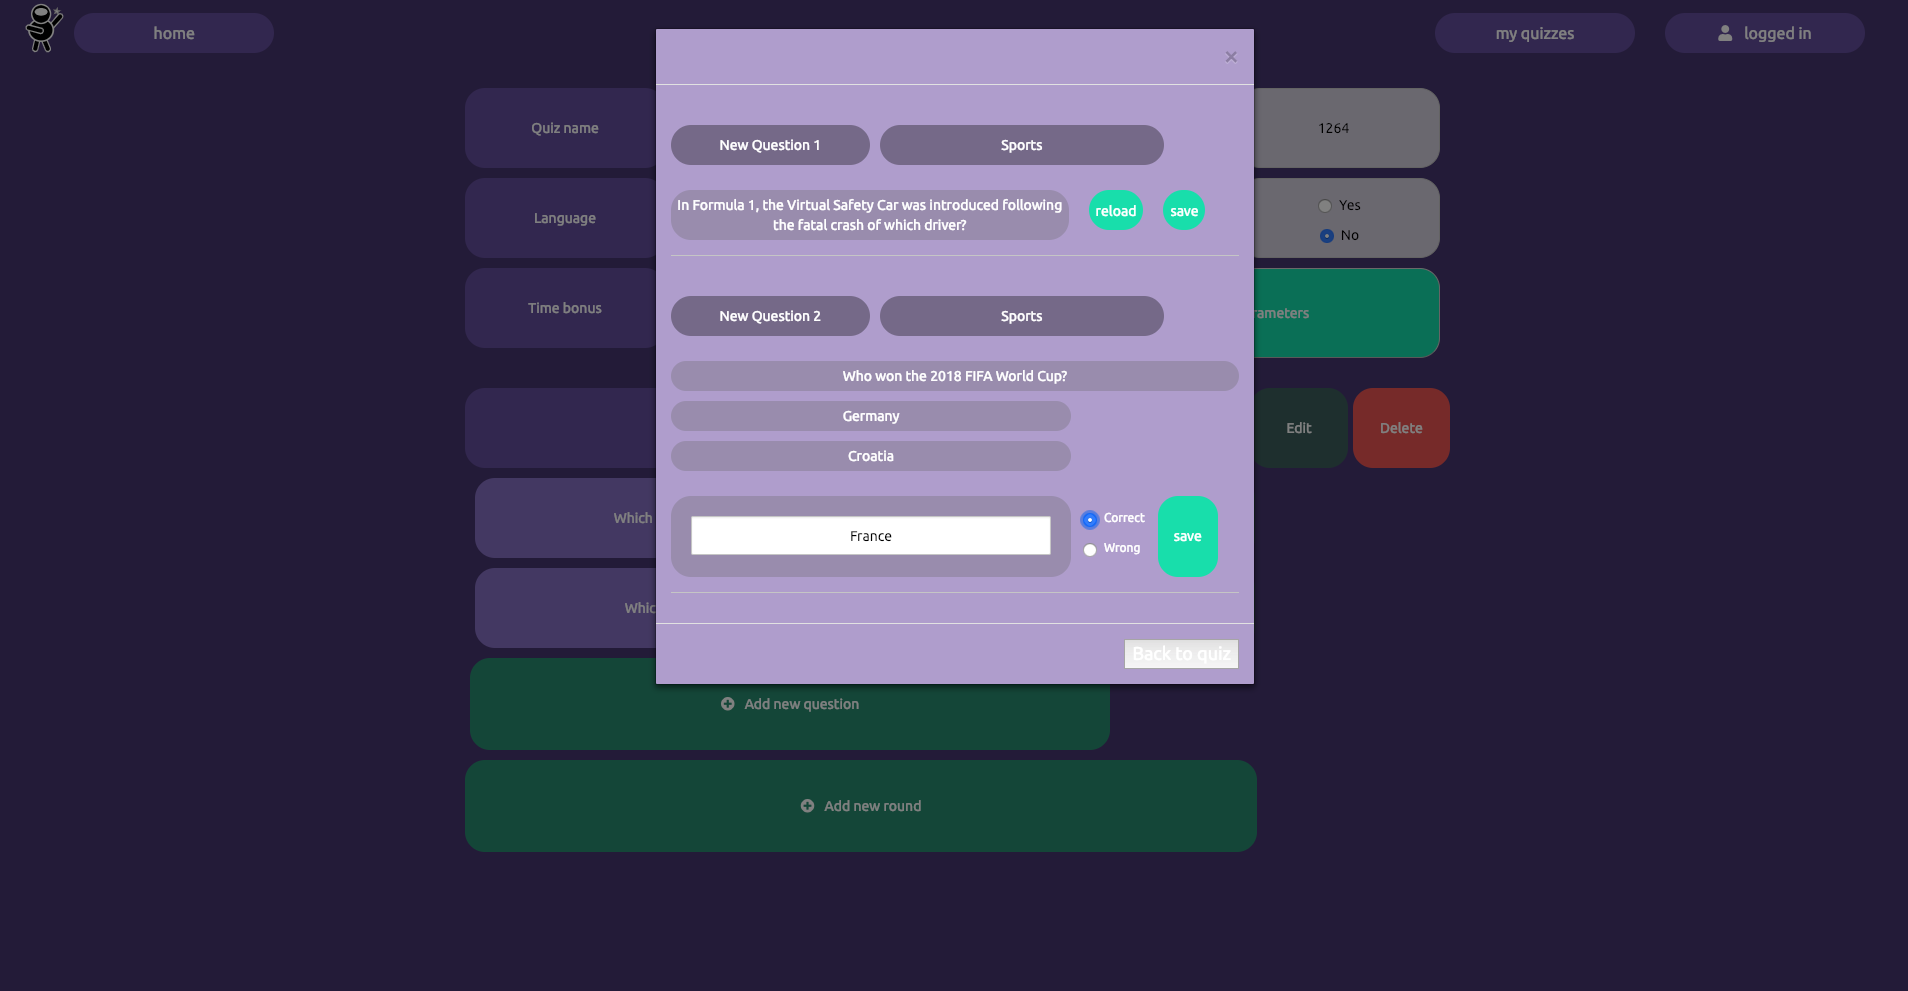 home
my quizzes
logged in
×
Quiz name
1264
New Question 1
Sports
In Formula 1, the Virtual Safety Car was introduced following
the fatal crash of which driver?
reload
save
Language
Yes
No
Time bonus
New Question 2
Sports
Who won the 2018 FIFA World Cup?
Germany
Croatia
Edit
Delete
Which
France
Correct
Wrong
save
Back to quiz
Add new question
Add new round